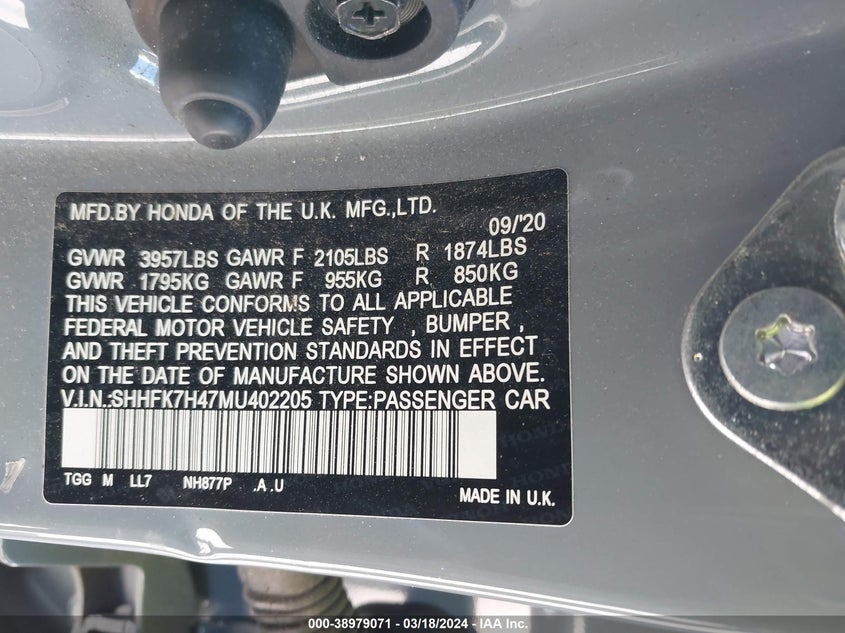 MFD.BY HONDA OF THE U.K. MFG.,LTD.
09/'20
GVWR 3957LBS GAWR F 2105LBS R 1874LBS
GVWR 1795KG GAWR F 955KG R 850KG
THIS VEHICLE CONFORMS TO ALL APPLICABLE
FEDERAL MOTOR VEHICLE SAFETY , BUMPER ,
AND THEFT PREVENTION STANDARDS IN EFFECT
ON THE DATE OF MANUFACTURE SHOWN ABOVE.
V.I.N.:SHHFK7H47MU402205 TYPE:PASSENGER CAR
TGG M LL7 NH877P .A .U
MADE IN U.K.
000-38979071 - 03/18/2024 - IAA Inc.